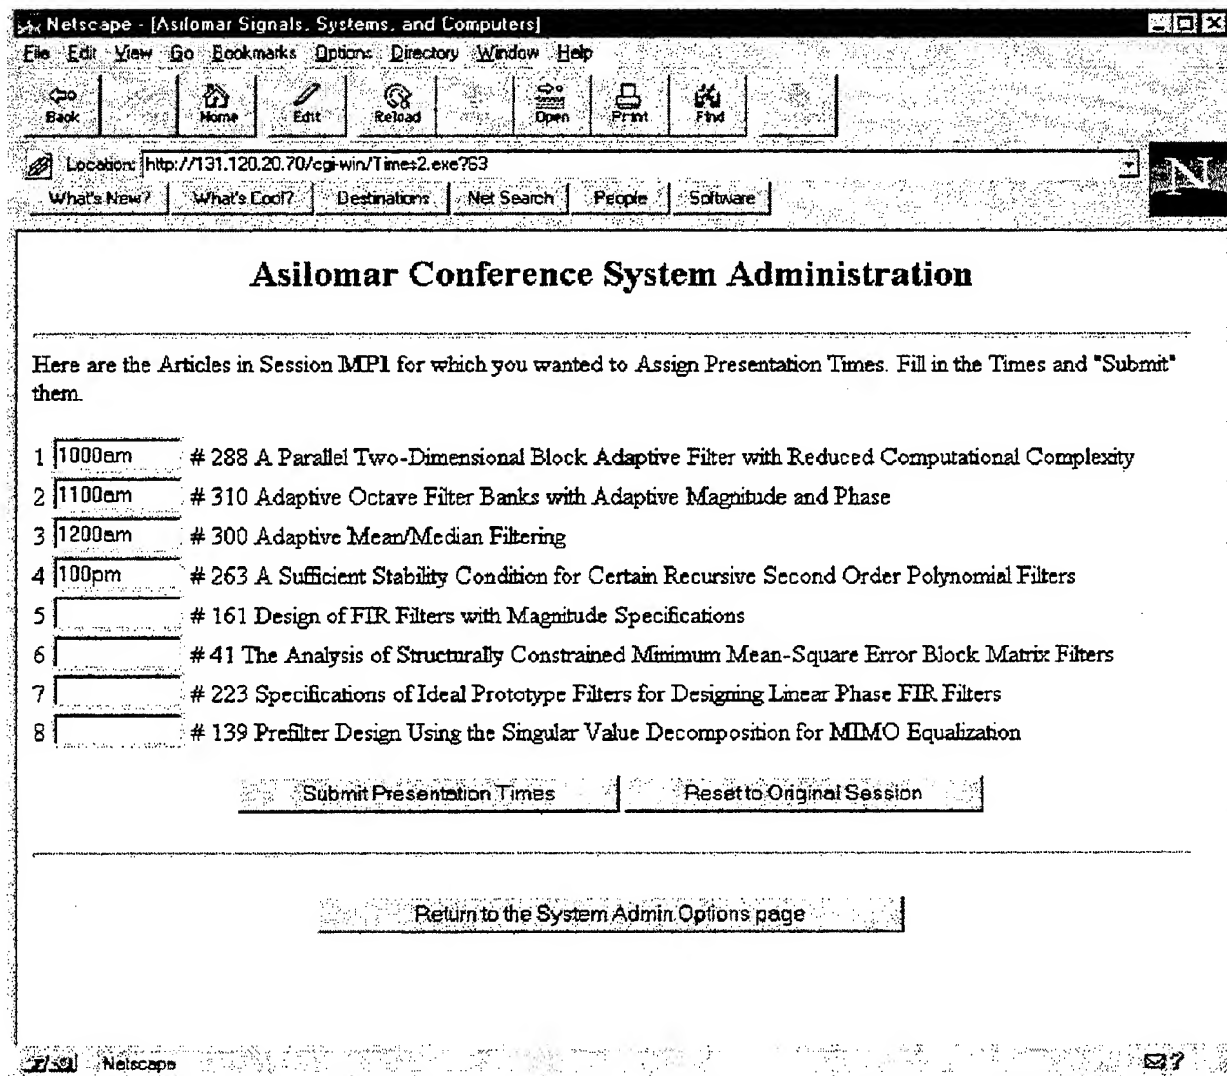 Netscape - [Asilomar Signals, Systems, and Computers]
File Edit View Go Bookmarks Options Directory Window Help
Back Home Edit Reload Open Print Find
Location: http://131.120.20.70/cgi-win/Times2.exe?63
N
What's New? What's Cool? Destinations Net Search People Software
Asilomar Conference System Administration
Here are the Articles in Session MP1 for which you wanted to Assign Presentation Times. Fill in the Times and "Submit"
them.
1 1000am # 288 A Parallel Two-Dimensional Block Adaptive Filter with Reduced Computational Complexity
2 1100am # 310 Adaptive Octave Filter Banks with Adaptive Magnitude and Phase
3 1200am # 300 Adaptive Mean/Median Filtering
4 100pm # 263 A Sufficient Stability Condition for Certain Recursive Second Order Polynomial Filters
5 # 161 Design of FIR Filters with Magnitude Specifications
6 # 41 The Analysis of Structurally Constrained Minimum Mean-Square Error Block Matrix Filters
7 # 223 Specifications of Ideal Prototype Filters for Designing Linear Phase FIR Filters
8 # 139 Prefilter Design Using the Singular Value Decomposition for MIMO Equalization
Submit Presentation Times Reset to Original Session
Return to the System Admin Options page
Netscape ?